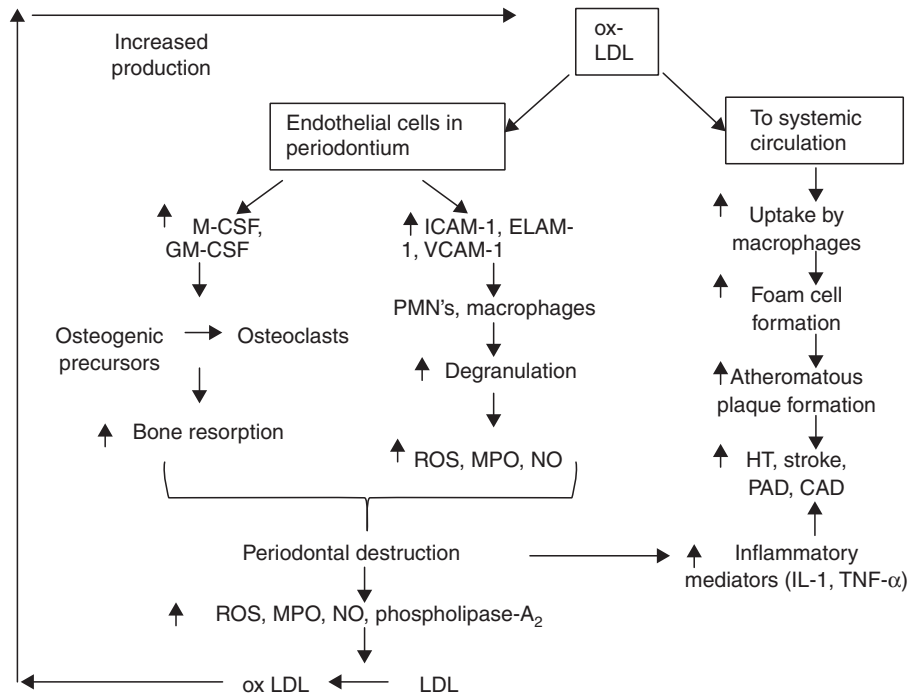 Increased
production
ox-
LDL
Endothelial cells in
periodontium
To systemic
circulation
M-CSF,
GM-CSF
ICAM-1, ELAM-
1, VCAM-1
Uptake by
macrophages
PMN's, macrophages
Foam cell
formation
Osteogenic
precursors
Osteoclasts
Degranulation
Atheromatous
plaque formation
Bone resorption
ROS, MPO, NO
HT, stroke,
PAD, CAD
Periodontal destruction
Inflammatory
mediators (IL-1, TNF-α)
ROS, MPO, NO, phospholipase-A₂
ox LDL
LDL